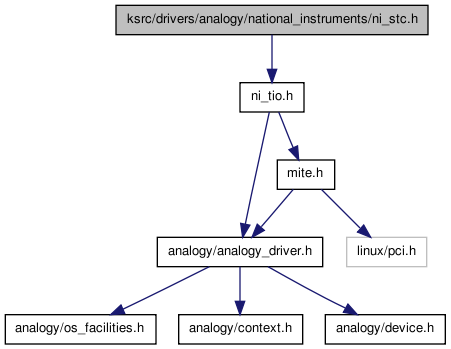 ksrc/drivers/analogy/national_instruments/ni_stc.h
ni_tio.h
mite.h
analogy/analogy_driver.h
linux/pci.h
analogy/os_facilities.h
analogy/context.h
analogy/device.h